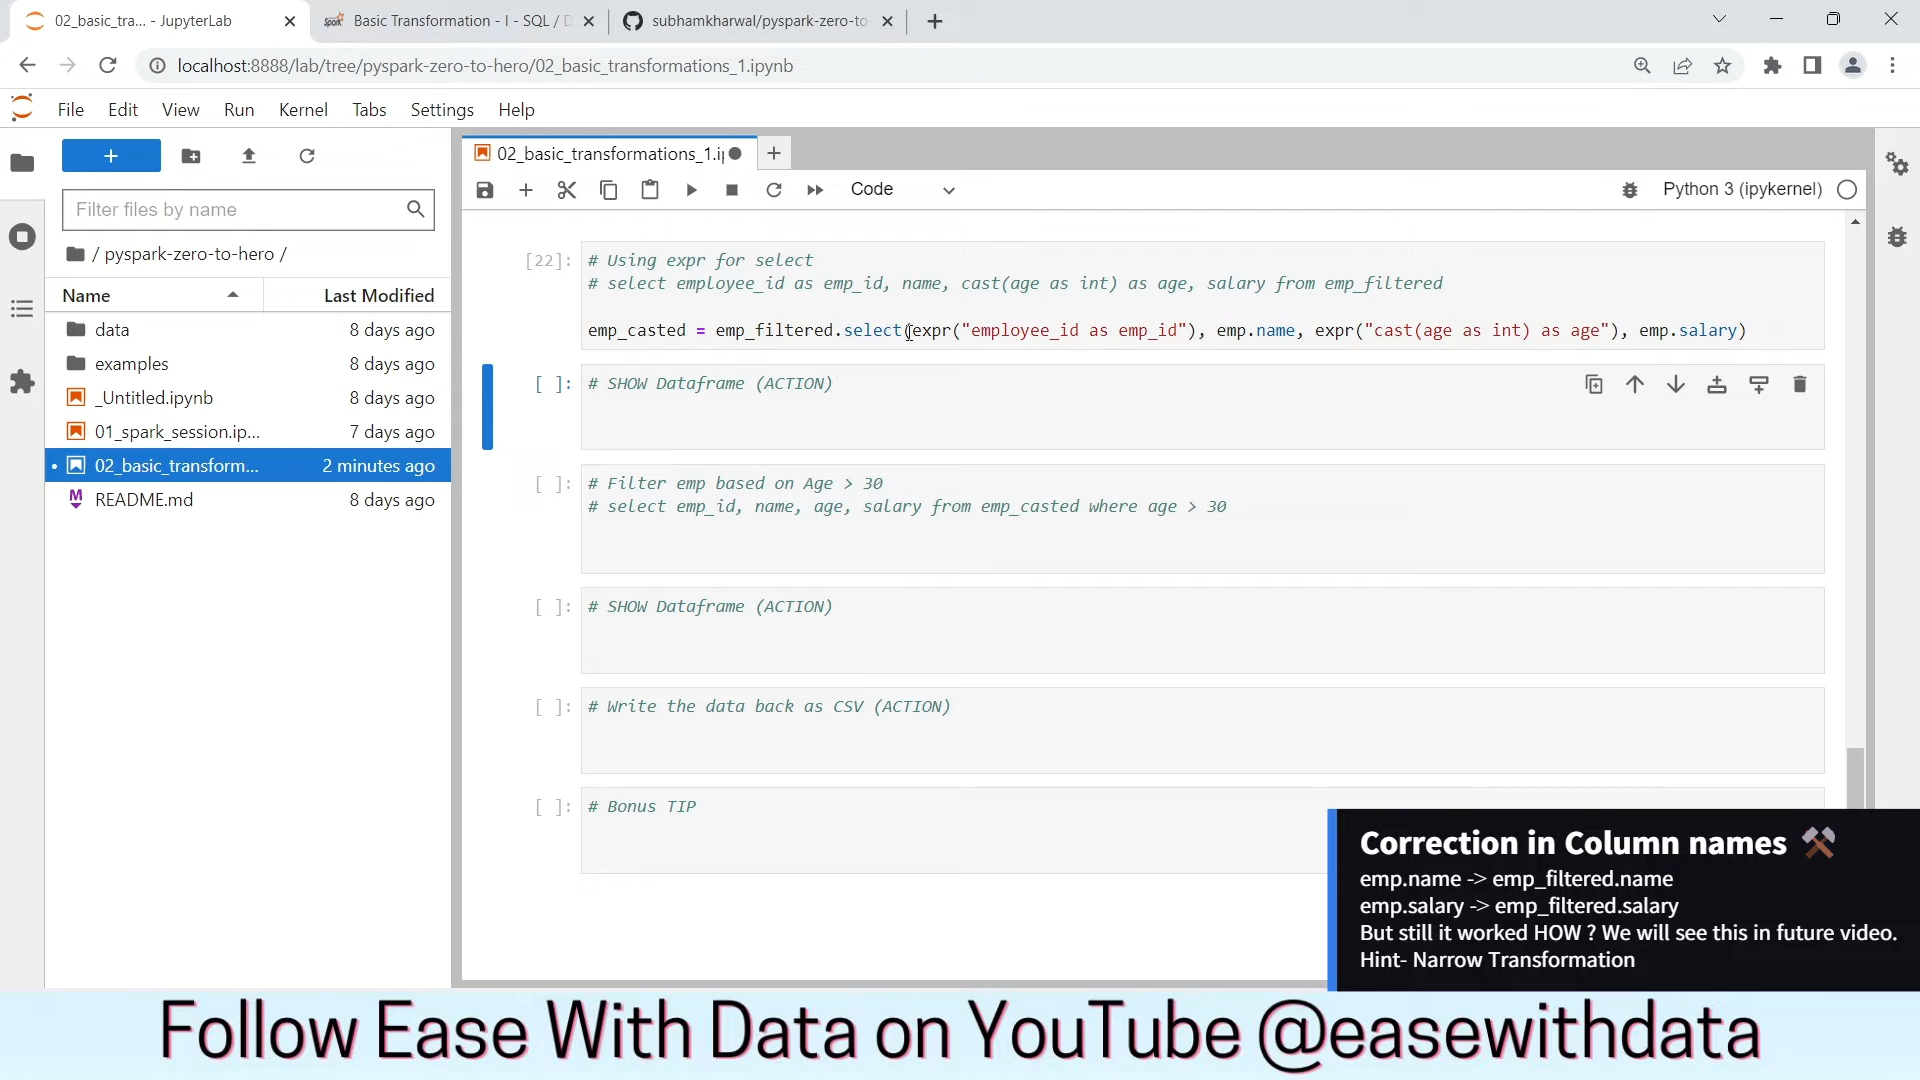 02_basic_tra... - JupyterLab
Basic Transformation - I - SQL /
subhamkharwal/pyspark-zero-to-
localhost:8888/lab/tree/pyspark-zero-to-hero/02_basic_transformations_1.ipynb
File Edit View Run Kernel Tabs Settings Help
02_basic_transformations_1.ip
Filter files by name
Code
Python 3 (ipykernel)
/ pyspark-zero-to-hero /
Name Last Modified
data 8 days ago
examples 8 days ago
_Untitled.ipynb 8 days ago
01_spark_session.ip... 7 days ago
02_basic_transform... 2 minutes ago
README.md 8 days ago
[22]: # Using expr for select
# select employee_id as emp_id, name, cast(age as int) as age, salary from emp_filtered
emp_casted = emp_filtered.select(expr("employee_id as emp_id"), emp.name, expr("cast(age as int) as age"), emp.salary)
[ ]: # SHOW Dataframe (ACTION)
[ ]: # Filter emp based on Age > 30
# select emp_id, name, age, salary from emp_casted where age > 30
[ ]: # SHOW Dataframe (ACTION)
[ ]: # Write the data back as CSV (ACTION)
[ ]: # Bonus TIP
Correction in Column names
emp.name -> emp_filtered.name
emp.salary -> emp_filtered.salary
But still it worked HOW ? We will see this in future video.
Hint- Narrow Transformation
Follow Ease With Data on YouTube @easewithdata